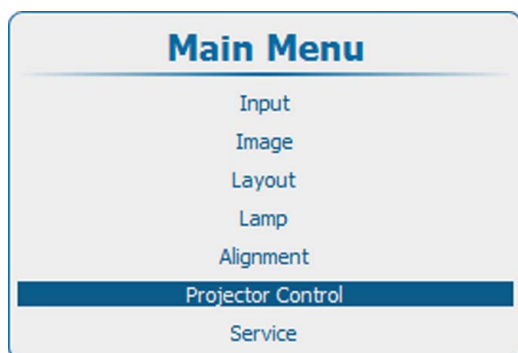 Main Menu
Input
Image
Layout
Lamp
Alignment
Projector Control
Service